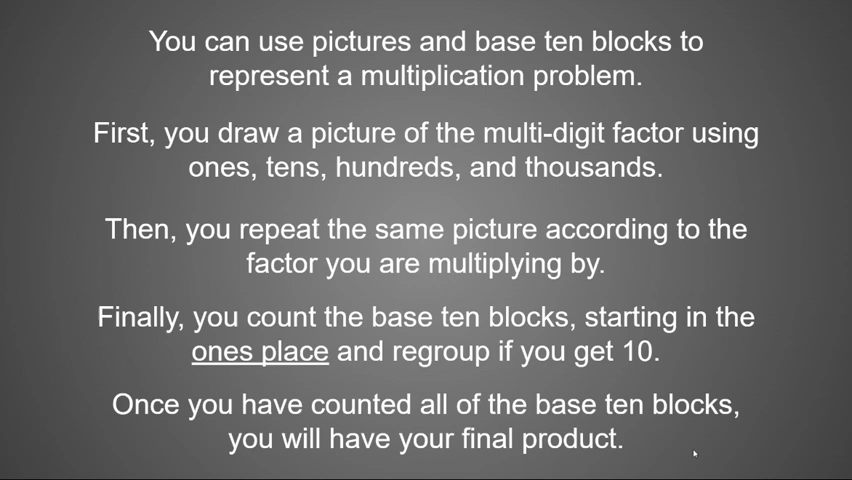 You can use pictures and base ten blocks to
represent a multiplication problem.
First, you draw a picture of the multi-digit factor using
ones, tens, hundreds, and thousands.
Then, you repeat the same picture according to the
factor you are multiplying by.
Finally, you count the base ten blocks, starting in the
ones place and regroup if you get 10.
Once you have counted all of the base ten blocks,
you will have your final product.